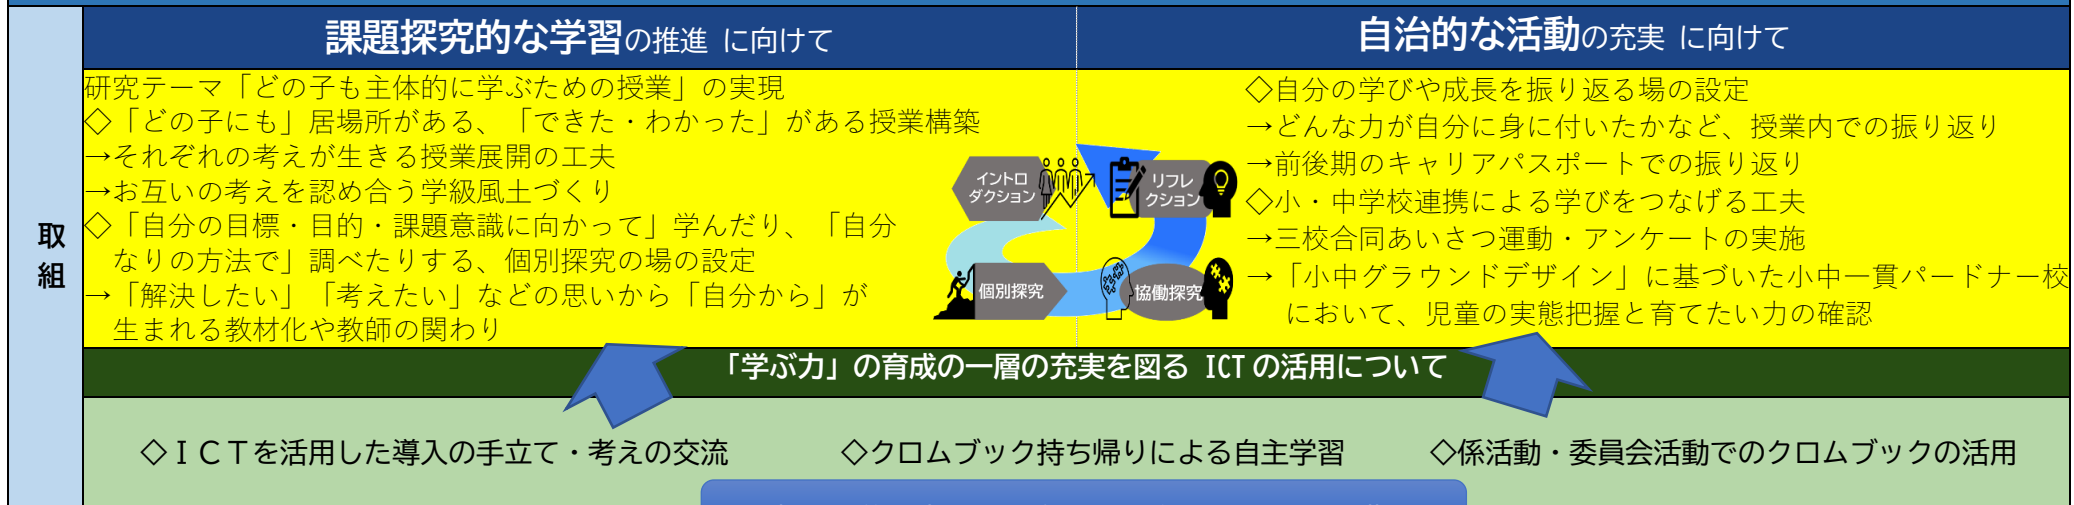 課題探究的な学習の推進 に向けて
自治的な活動の充実 に向けて
取組
研究テーマ「どの子も主体的に学ぶための授業」の実現
◇「どの子にも」居場所がある、「できた・わかった」がある授業構築
→それぞれの考えが生きる授業展開の工夫
→お互いの考えを認め合う学級風土づくり
◇「自分の目標・目的・課題意識に向かって」学んだり、「自分
なりの方法で」調べたりする、個別探究の場の設定
→「解決したい」「考えたい」などの思いから「自分から」が
生まれる教材化や教師の関わり
イントロ
ダクション
リフレ
クション
個別探究
協働探究
◇自分の学びや成長を振り返る場の設定
→どんな力が自分に身に付いたかなど、授業内での振り返り
→前後期のキャリアパスポートでの振り返り
◇小・中学校連携による学びをつなげる工夫
→三校合同あいさつ運動・アンケートの実施
→「小中グラウンドデザイン」に基づいた小中一貫パードナー校
において、児童の実態把握と育てたい力の確認
「学ぶ力」の育成の一層の充実を図る ICTの活用について
◇ＩＣＴを活用した導入の手立て・考えの交流
◇クロムブック持ち帰りによる自主学習
◇係活動・委員会活動でのクロムブックの活用